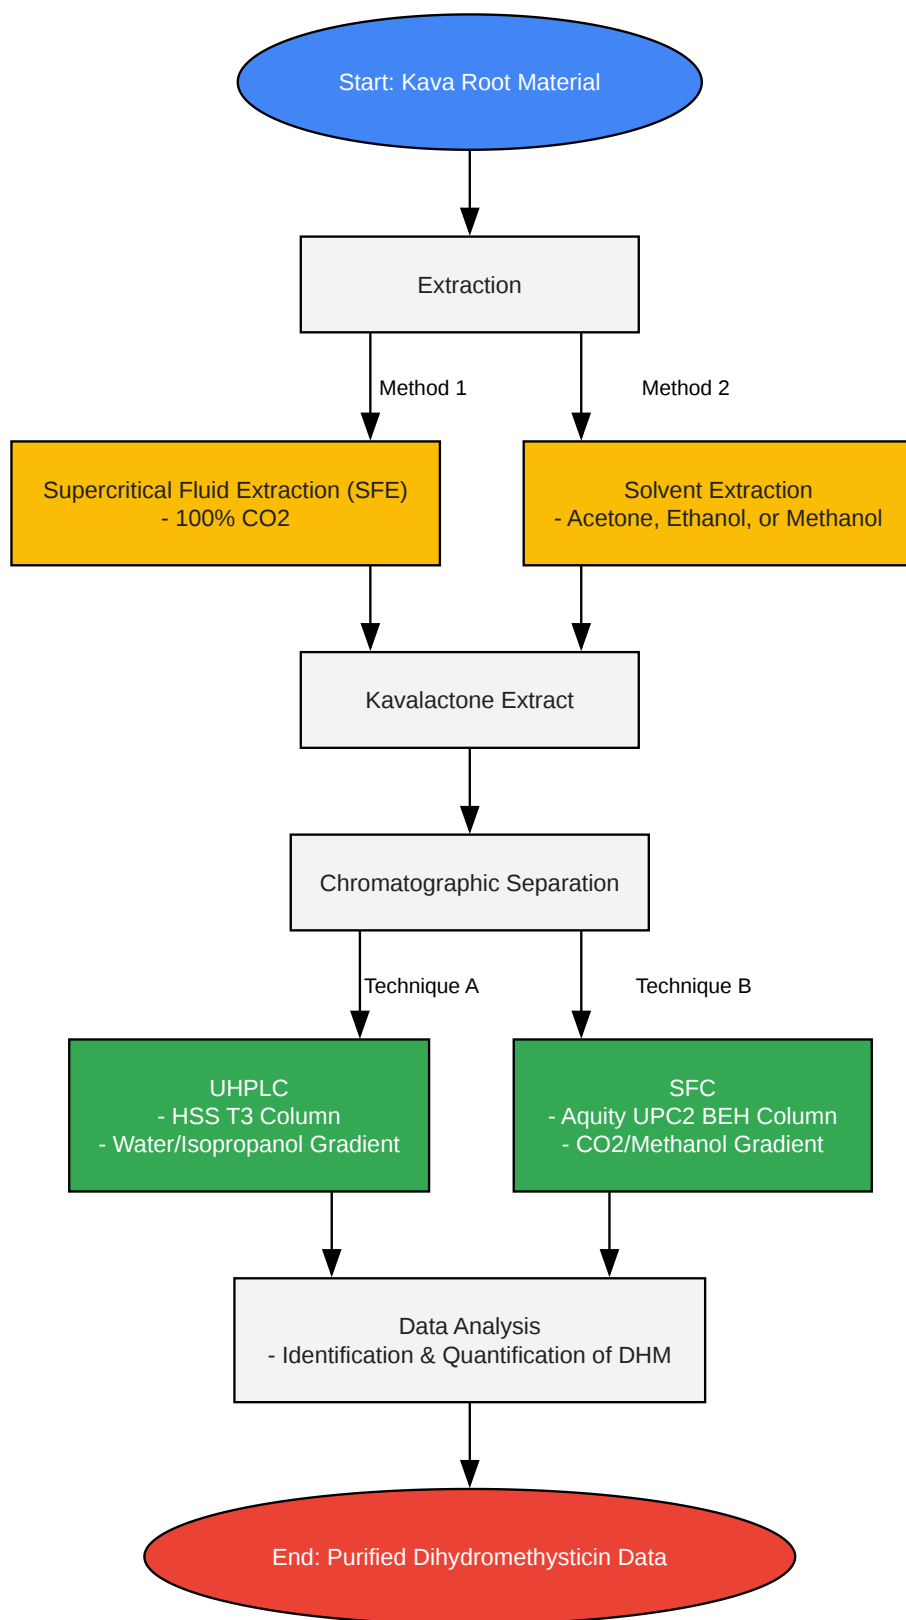 Start: Kava Root Material
Extraction
Method 1
Method 2
Supercritical Fluid Extraction (SFE)
- 100% CO2
Solvent Extraction
- Acetone, Ethanol, or Methanol
Kavalactone Extract
Chromatographic Separation
Technique A
Technique B
UHPLC
- HSS T3 Column
- Water/Isopropanol Gradient
SFC
- Aquity UPC2 BEH Column
- CO2/Methanol Gradient
Data Analysis
- Identification & Quantification of DHM
End: Purified Dihydromethysticin Data